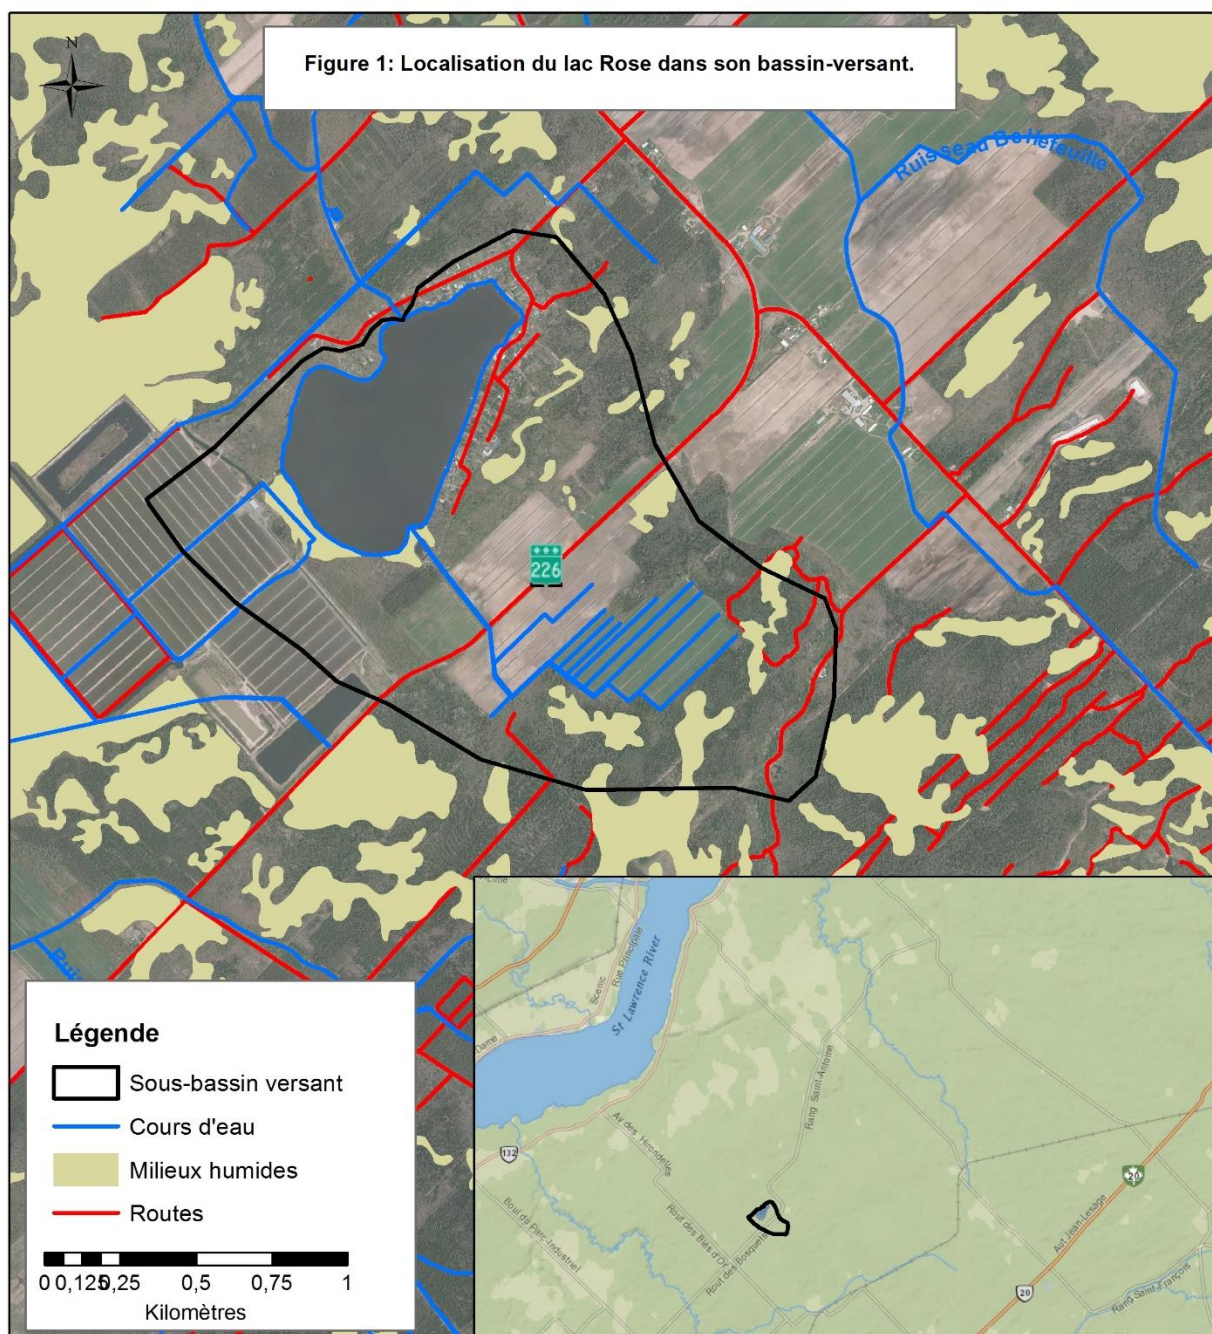 Figure 1: Localisation du lac Rose dans son bassin-versant.
N
Ruisseau Bellefeuille
226
Légende
Sous-bassin versant
Cours d'eau
Milieux humides
Routes
0 0,125 0,25 0,5 0,75 1
Kilomètres
Scenic
Rue Principale
St Lawrence River
Dame
Rang Saint-Antoine
132
Av des Hirondelles
20
Aut Jean-Lesage
Boul du Parc-Industriel
Rout des Bies d'Or
Rout des Bosquets
20
Rang Saint-François